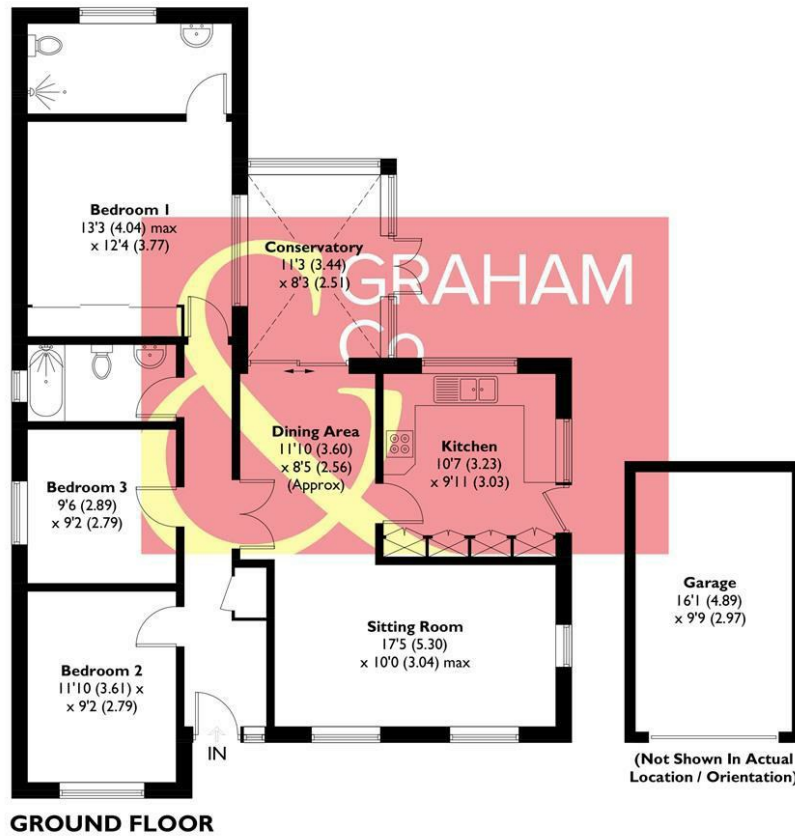 Bedroom 1
13'3 (4.04) max
x 12'4 (3.77)
Conservatory
11'3 (3.44)
x 8'3 (2.51)
&
GRAHAM
Co
Dining Area
11'10 (3.60)
x 8'5 (2.56)
(Approx)
Kitchen
10'7 (3.23)
x 9'11 (3.03)
Bedroom 3
9'6 (2.89)
x 9'2 (2.79)
Garage
16'1 (4.89)
x 9'9 (2.97)
Sitting Room
17'5 (5.30)
x 10'0 (3.04) max
Bedroom 2
11'10 (3.61) x
x 9'2 (2.79)
IN
(Not Shown In Actual
Location / Orientation)
GROUND FLOOR